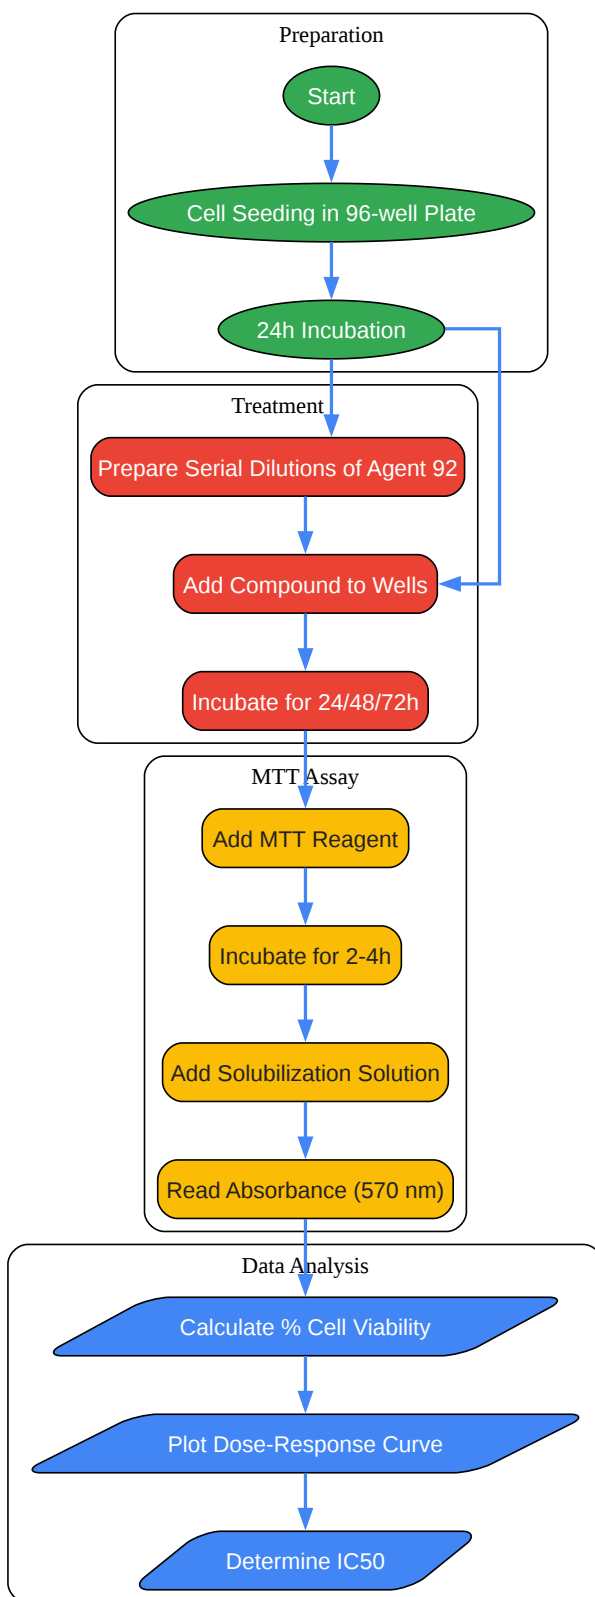 Preparation
Start
Cell Seeding in 96-well Plate
24h Incubation
Treatment
Prepare Serial Dilutions of Agent 92
Add Compound to Wells
Incubate for 24/48/72h
MTT Assay
Add MTT Reagent
Incubate for 2-4h
Add Solubilization Solution
Read Absorbance (570 nm)
Data Analysis
Calculate % Cell Viability
Plot Dose-Response Curve
Determine IC50